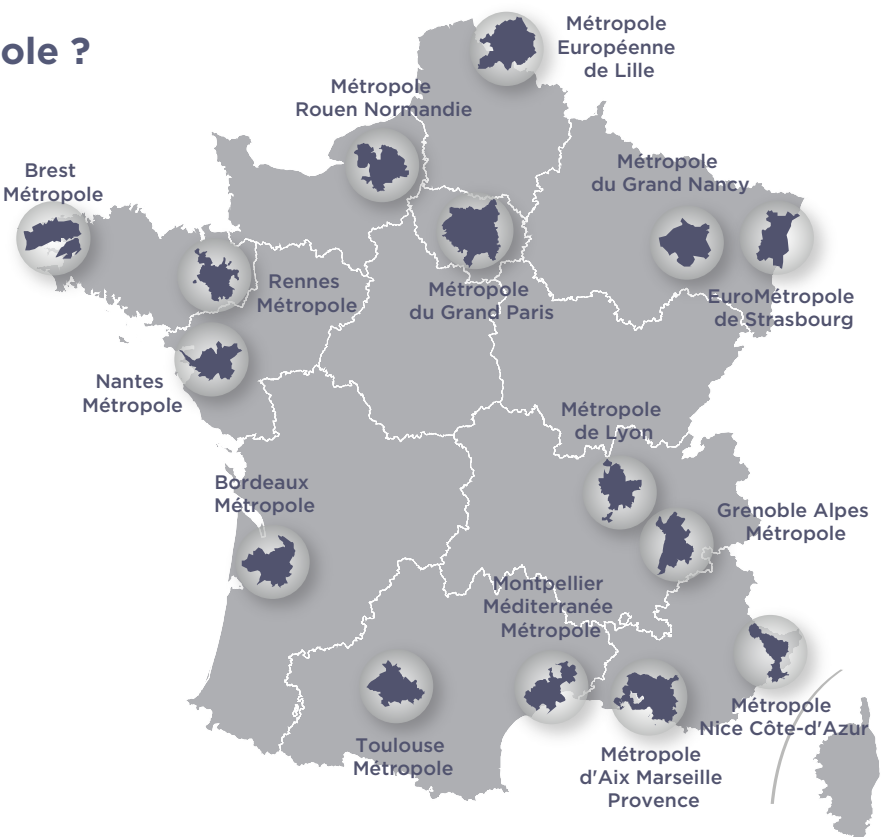 ole ?
Métropole
Européenne
de Lille
Métropole
Rouen Normandie
Brest
Métropole
Métropole
du Grand Nancy
Rennes
Métropole
Métropole
du Grand Paris
EuroMétropole
de Strasbourg
Nantes
Métropole
Métropole
de Lyon
Bordeaux
Métropole
Grenoble Alpes
Métropole
Montpellier
Méditerranée
Métropole
Métropole
Nice Côte-d'Azur
Toulouse
Métropole
Métropole
d'Aix Marseille
Provence